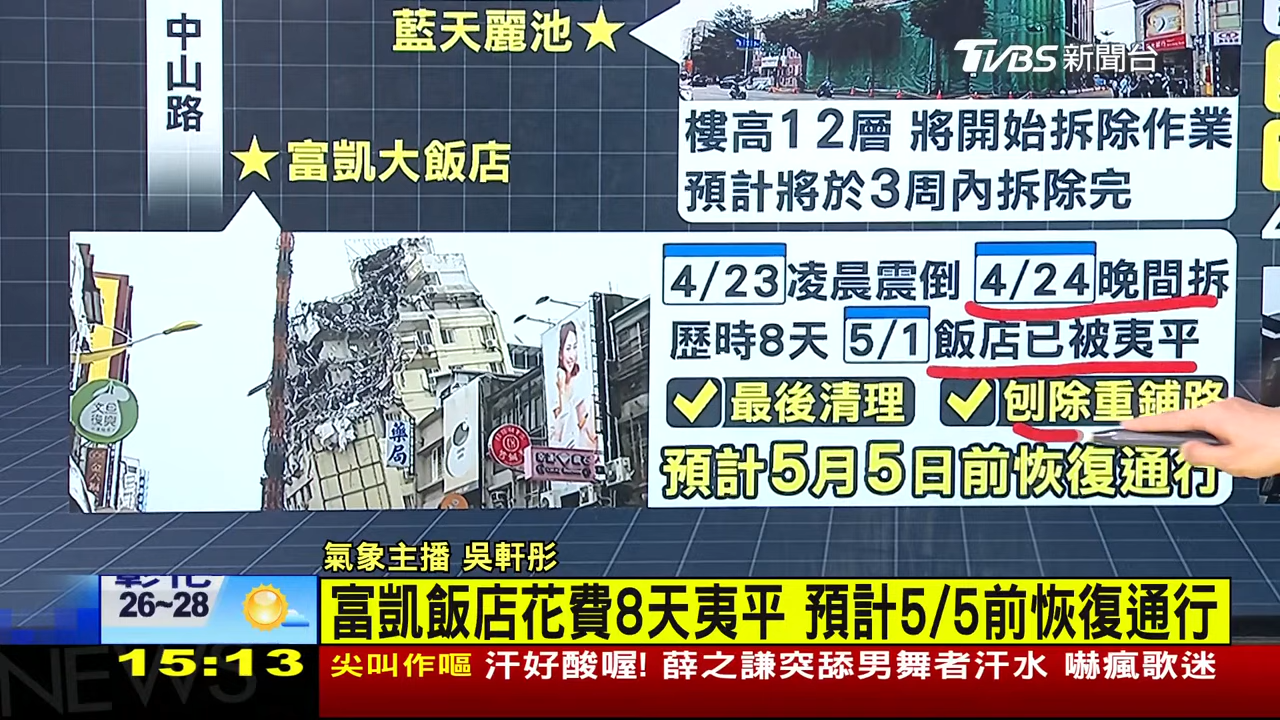 中山路
藍天麗池
TVBS新聞台
樓高12層 將開始拆除作業
預計將於3周內拆除完
富凱大飯店
4/23凌晨震倒 4/24晚間拆
歷時8天 5/1飯店已被夷平
最後清理 刨除重鋪路
預計5月5日前恢復通行
文旦
復興
藥局
氣象主播 吳軒彤
彰化
26~28
富凱飯店花費8天夷平 預計5/5前恢復通行
15:13
尖叫作嘔 汗好酸喔! 薛之謙突舔男舞者汗水 嚇瘋歌迷
NEWS